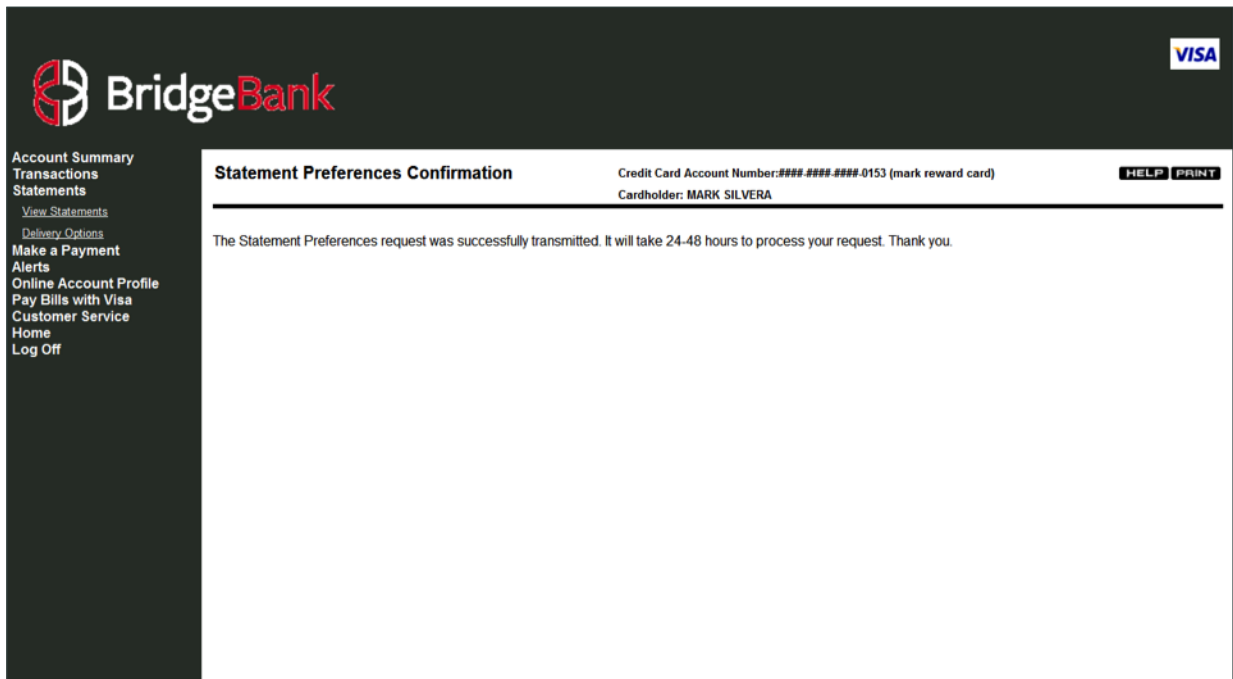 VISA
BridgeBank
Account Summary
Transactions
Statements
View Statements
Delivery Options
Make a Payment
Alerts
Online Account Profile
Pay Bills with Visa
Customer Service
Home
Log Off
Statement Preferences Confirmation
Credit Card Account Number:####-####-####-0153 (mark reward card)
Cardholder: MARK SILVERA
HELP PRINT
The Statement Preferences request was successfully transmitted. It will take 24-48 hours to process your request. Thank you.